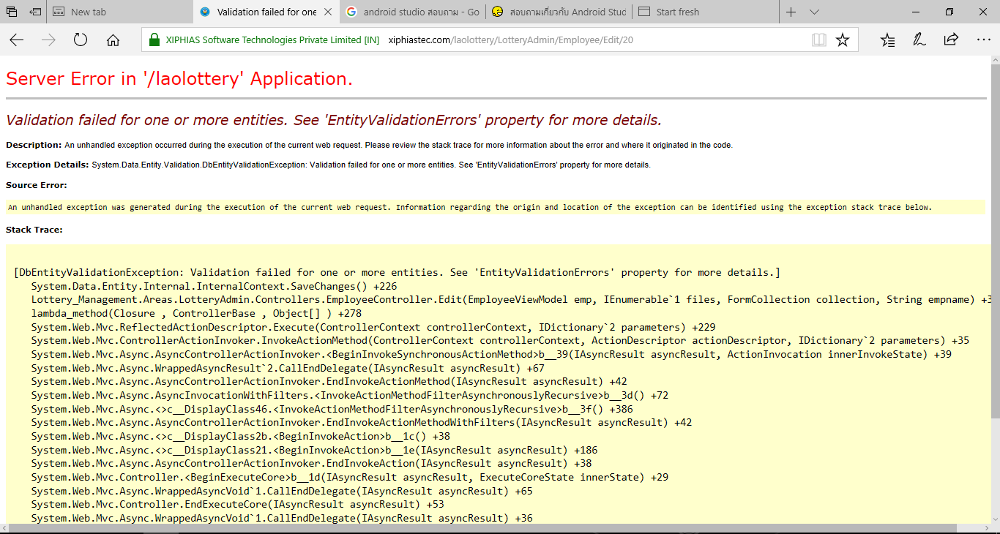 New tab
Validation failed for one
android studio สอบถาม - Go
สอบถามเกี่ยวกับ Android Stud
Start fresh
XIPHIAS Software Technologies Private Limited [IN] xiphiastec.com/laolottery/LotteryAdmin/Employee/Edit/20
Server Error in '/laolottery' Application.
Validation failed for one or more entities. See 'EntityValidationErrors' property for more details.
Description: An unhandled exception occurred during the execution of the current web request. Please review the stack trace for more information about the error and where it originated in the code.
Exception Details: System.Data.Entity.Validation.DbEntityValidationException: Validation failed for one or more entities. See 'EntityValidationErrors' property for more details.
Source Error:
An unhandled exception was generated during the execution of the current web request. Information regarding the origin and location of the exception can be identified using the exception stack trace below.
Stack Trace:
[DbEntityValidationException: Validation failed for one or more entities. See 'EntityValidationErrors' property for more details.]
System.Data.Entity.Internal.InternalContext.SaveChanges() +226
Lottery_Management.Areas.LotteryAdmin.Controllers.EmployeeController.Edit(EmployeeViewModel emp, IEnumerable`1 files, FormCollection collection, String empname) +3
lambda_method(Closure , ControllerBase , Object[] ) +278
System.Web.Mvc.ReflectedActionDescriptor.Execute(ControllerContext controllerContext, IDictionary`2 parameters) +229
System.Web.Mvc.ControllerActionInvoker.InvokeActionMethod(ControllerContext controllerContext, ActionDescriptor actionDescriptor, IDictionary`2 parameters) +35
System.Web.Mvc.Async.AsyncControllerActionInvoker.<BeginInvokeSynchronousActionMethod>b__39(IAsyncResult asyncResult, ActionInvocation innerInvokeState) +39
System.Web.Mvc.Async.WrappedAsyncResult`2.CallEndDelegate(IAsyncResult asyncResult) +67
System.Web.Mvc.Async.AsyncControllerActionInvoker.EndInvokeActionMethod(IAsyncResult asyncResult) +42
System.Web.Mvc.Async.AsyncInvocationWithFilters.<InvokeActionMethodFilterAsynchronouslyRecursive>b__3d() +72
System.Web.Mvc.Async.<>c__DisplayClass46.<InvokeActionMethodFilterAsynchronouslyRecursive>b__3f() +386
System.Web.Mvc.Async.AsyncControllerActionInvoker.EndInvokeActionMethodWithFilters(IAsyncResult asyncResult) +42
System.Web.Mvc.Async.<>c__DisplayClass2b.<BeginInvokeAction>b__1c() +38
System.Web.Mvc.Async.<>c__DisplayClass21.<BeginInvokeAction>b__1e(IAsyncResult asyncResult) +186
System.Web.Mvc.Async.AsyncControllerActionInvoker.EndInvokeAction(IAsyncResult asyncResult) +38
System.Web.Mvc.Controller.<BeginExecuteCore>b__1d(IAsyncResult asyncResult, ExecuteCoreState innerState) +29
System.Web.Mvc.Async.WrappedAsyncVoid`1.CallEndDelegate(IAsyncResult asyncResult) +65
System.Web.Mvc.Controller.EndExecuteCore(IAsyncResult asyncResult) +53
System.Web.Mvc.Async.WrappedAsyncVoid`1.CallEndDelegate(IAsyncResult asyncResult) +36